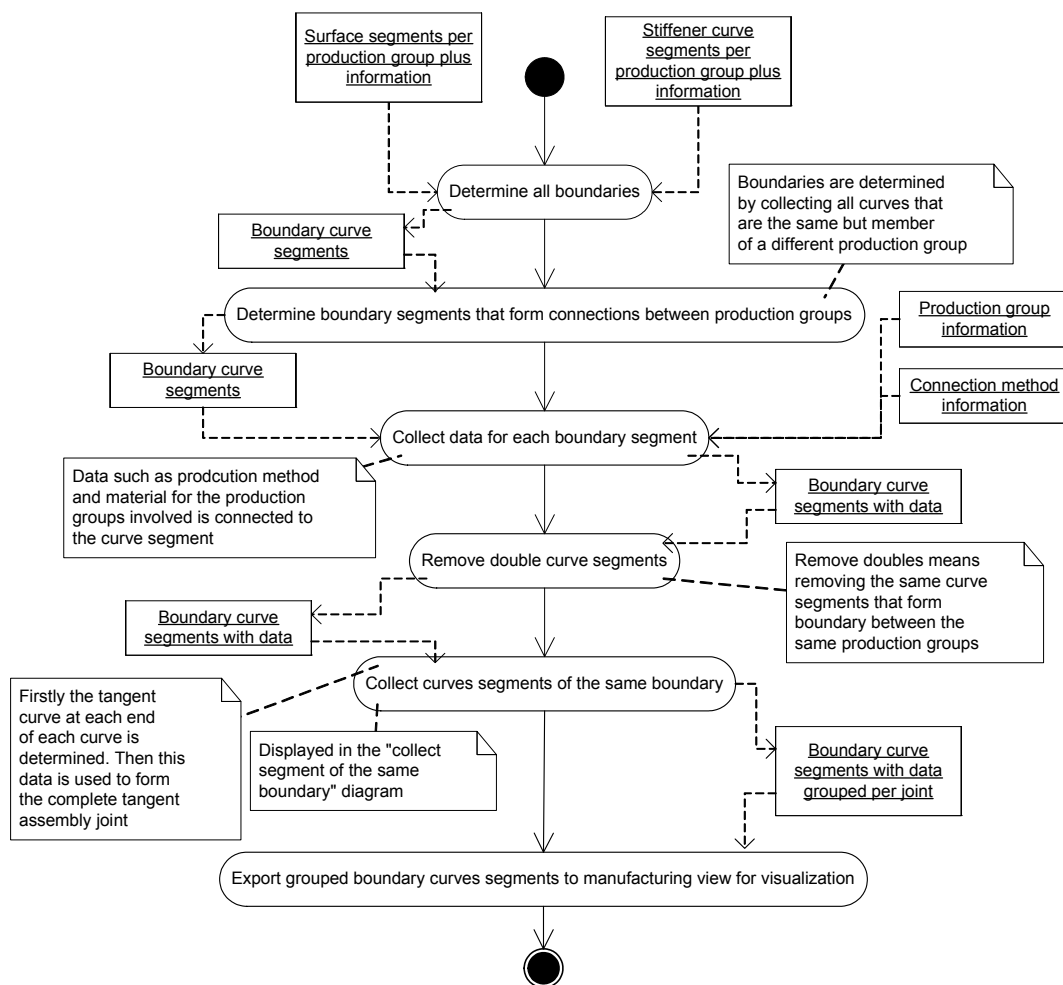 Surface segments per
production group plus
information
Stiffener curve
segments per
production group plus
information
Determine all boundaries
Boundaries are determined
by collecting all curves that
are the same but member
of a different production group
Boundary curve
segments
Determine boundary segments that form connections between production groups
Production group
information
Boundary curve
segments
Connection method
information
Collect data for each boundary segment
Data such as prodcution method
and material for the production
groups involved is connected to
the curve segment
Boundary curve
segments with data
Remove double curve segments
Remove doubles means
removing the same curve
segments that form
boundary between the
same production groups
Boundary curve
segments with data
Collect curves segments of the same boundary
Firstly the tangent
curve at each end
of each curve is
determined. Then this
data is used to form
the complete tangent
assembly joint
Displayed in the "collect
segment of the same
boundary" diagram
Boundary curve
segments with data
grouped per joint
Export grouped boundary curves segments to manufacturing view for visualization